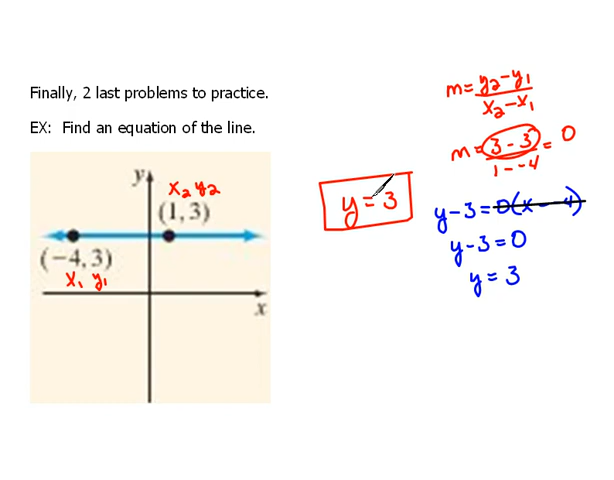 Finally, 2 last problems to practice.
EX: Find an equation of the line.
y
x₂ y₂
(1, 3)
(−4, 3)
x₁ y₁
x
y = 3
m = y₂ − y₁ / x₂ − x₁
m = 3 − 3 / 1 − −4 = 0
y − 3 = 0(x − −4)
y − 3 = 0
y = 3